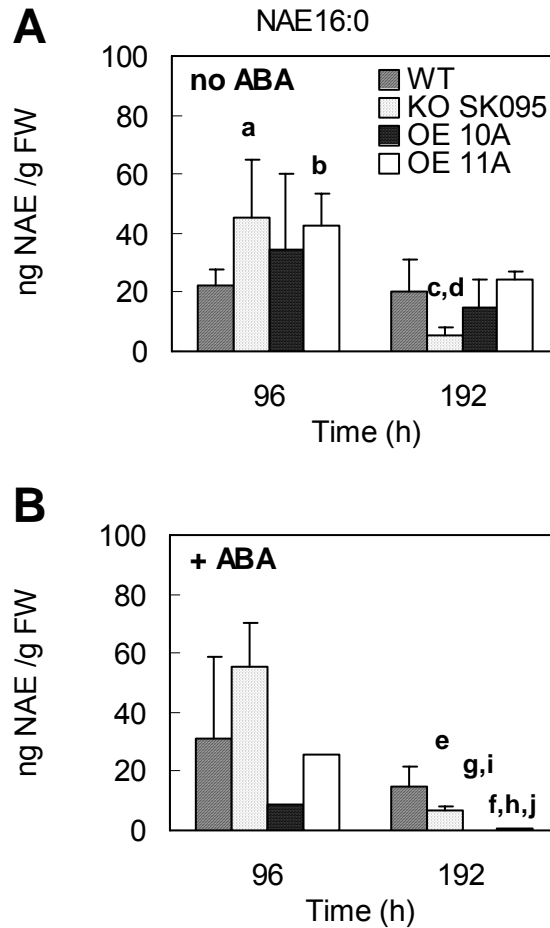 A
NAE16:0
ng NAE /g FW
100
80
60
40
20
0
no ABA
WT
KO SK095
OE 10A
OE 11A
a
b
c,d
96
192
Time (h)
B
ng NAE /g FW
100
80
60
40
20
0
+ ABA
e
g,i
f,h,j
96
192
Time (h)